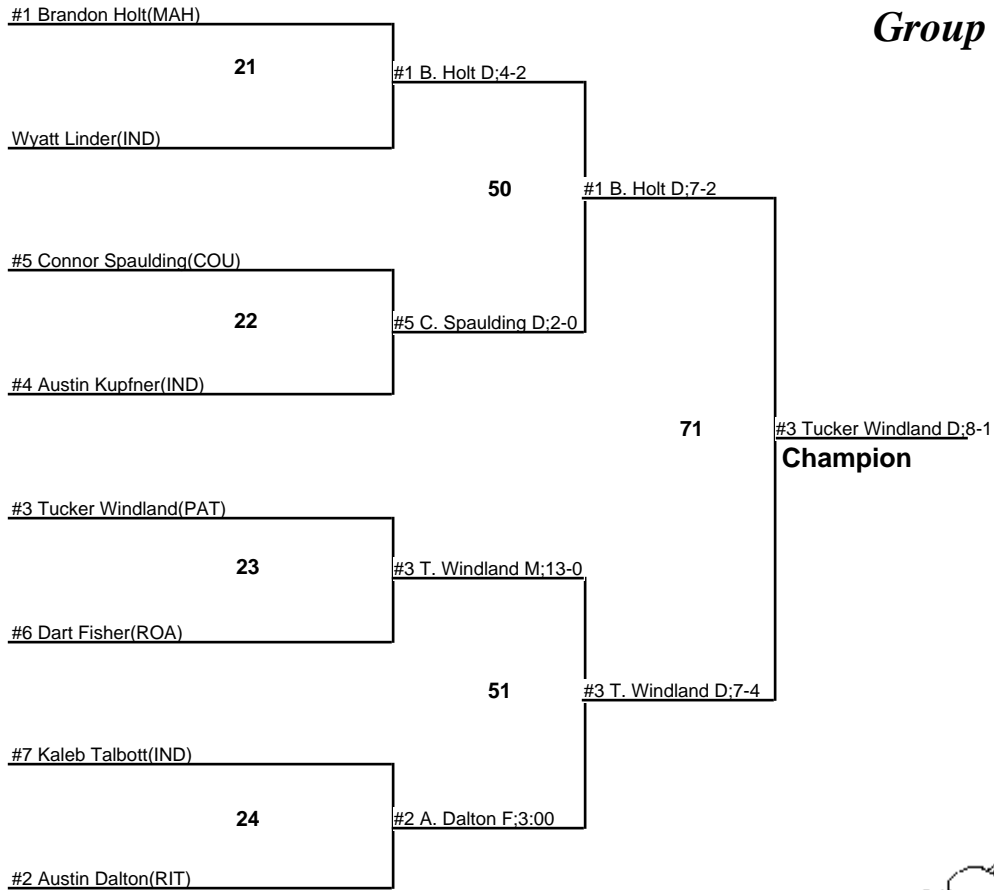 #1 Brandon Holt(MAH)
Group
21
#1 B. Holt D;4-2
Wyatt Linder(IND)
50
#1 B. Holt D;7-2
#5 Connor Spaulding(COU)
22
#5 C. Spaulding D;2-0
#4 Austin Kupfner(IND)
71
#3 Tucker Windland D;8-1
Champion
#3 Tucker Windland(PAT)
23
#3 T. Windland M;13-0
#6 Dart Fisher(ROA)
51
#3 T. Windland D;7-4
#7 Kaleb Talbott(IND)
24
#2 A. Dalton F;3:00
#2 Austin Dalton(RIT)